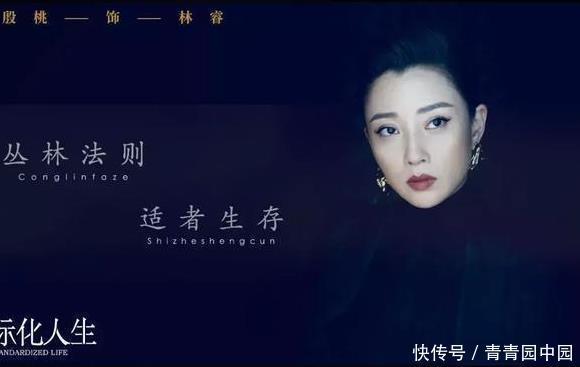 殷桃—饰—林睿
丛林法则
Conglinfaze
适者生存
Shizheshengcun
际化人生
ANDARDIZED LIFE
快传号/青青园中园